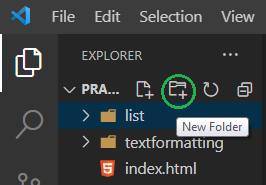 File Edit Selection View
EXPLORER
PRA...
list
New Folder
textformatting
index.html